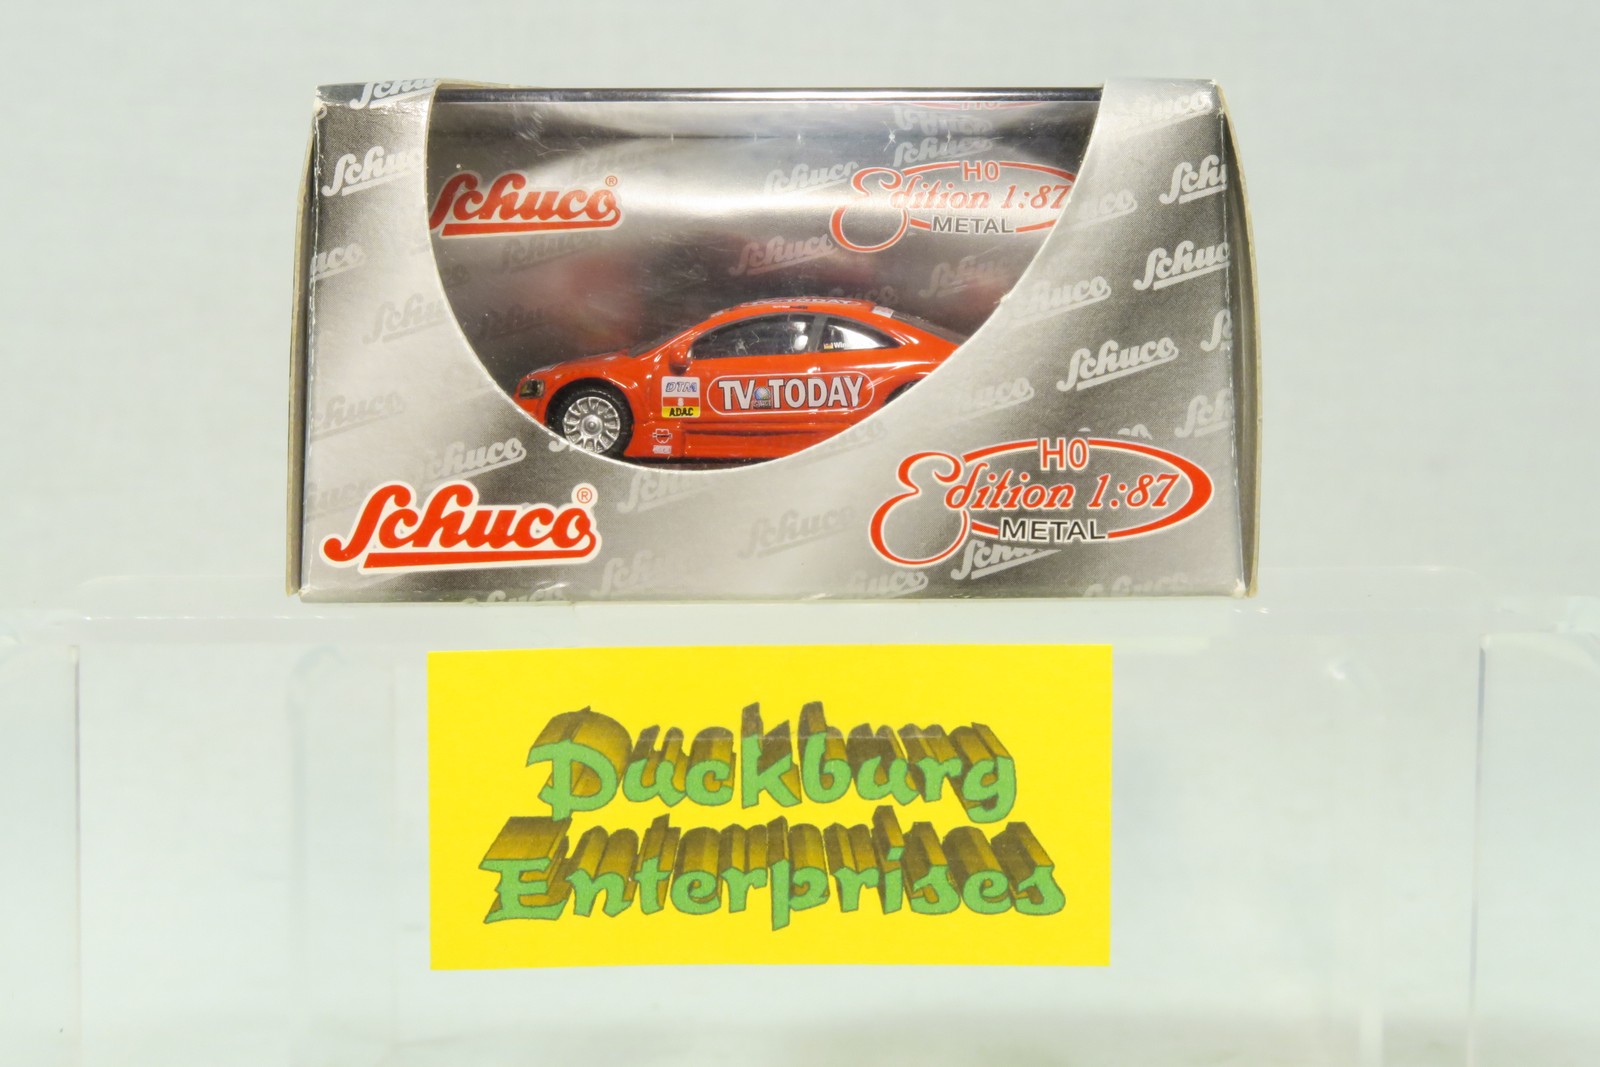 Schuco®
H0
Edition 1:87
METAL
TV TODAY
DTM
ADAC
Schuco®
H0
Edition 1:87
METAL
Duckburg
Enterprises